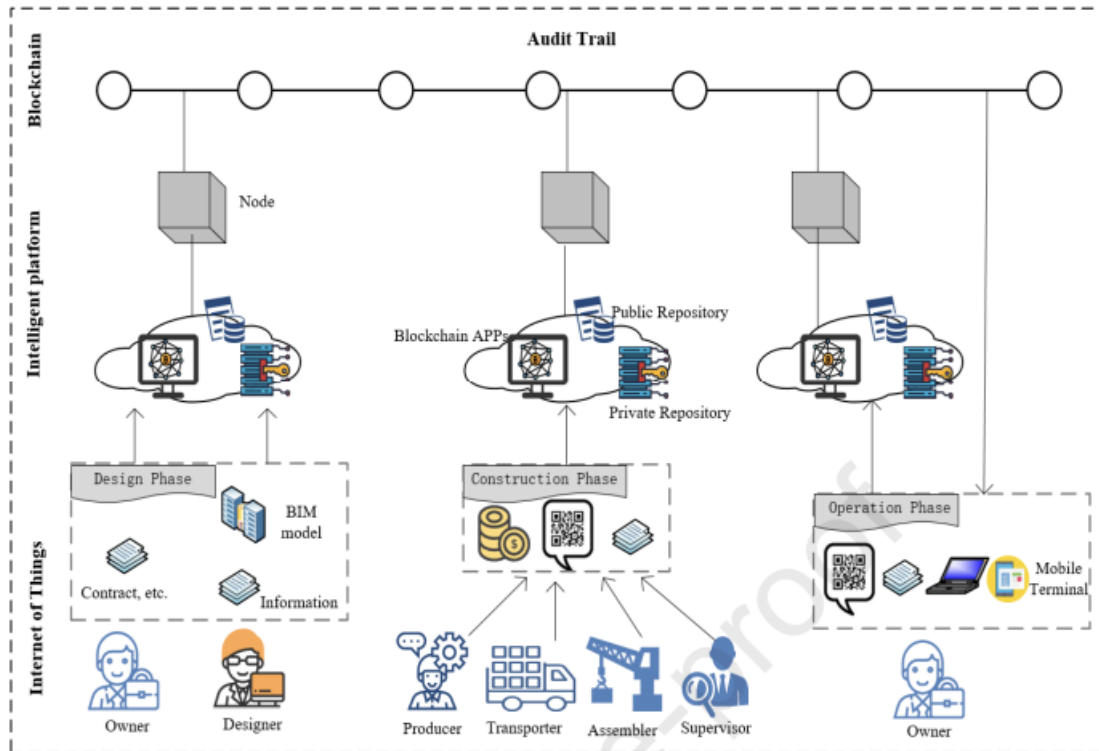 Audit Trail
Blockchain
Node
Intelligent platform
Blockchain APPs
Public Repository
Private Repository
Design Phase
BIM
model
Contract, etc.
Information
Construction Phase
Operation Phase
Mobile
Terminal
Internet of Things
Owner
Designer
Producer
Transporter
Assembler
Supervisor
Owner
e-proof